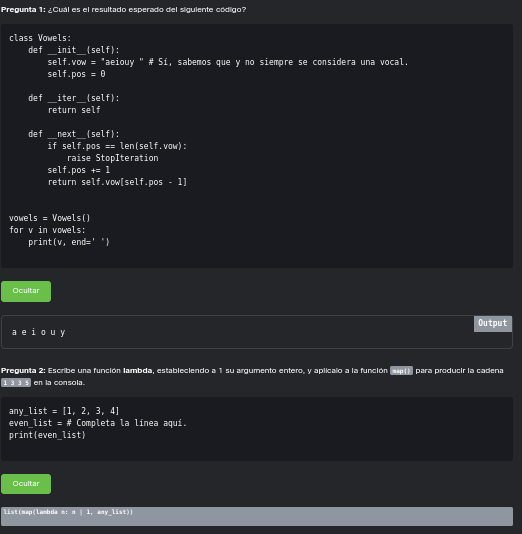 Pregunta 1: ¿Cuál es el resultado esperado del siguiente código?
class Vowels:
    def __init__(self):
        self.vow = "aeiouy " # Sí, sabemos que y no siempre se considera una vocal.
        self.pos = 0
    def __iter__(self):
        return self
    def __next__(self):
        if self.pos == len(self.vow):
            raise StopIteration
        self.pos += 1
        return self.vow[self.pos - 1]
vowels = Vowels()
for v in vowels:
    print(v, end=' ')
Ocultar
Output
a e i o u y
Pregunta 2: Escribe una función lambda, estableciendo a 1 su argumento entero, y aplícalo a la función map() para producir la cadena
1 3 3 5 en la consola.
any_list = [1, 2, 3, 4]
even_list = # Completa la línea aquí.
print(even_list)
Ocultar
list(map(lambda n: n | 1, any_list))